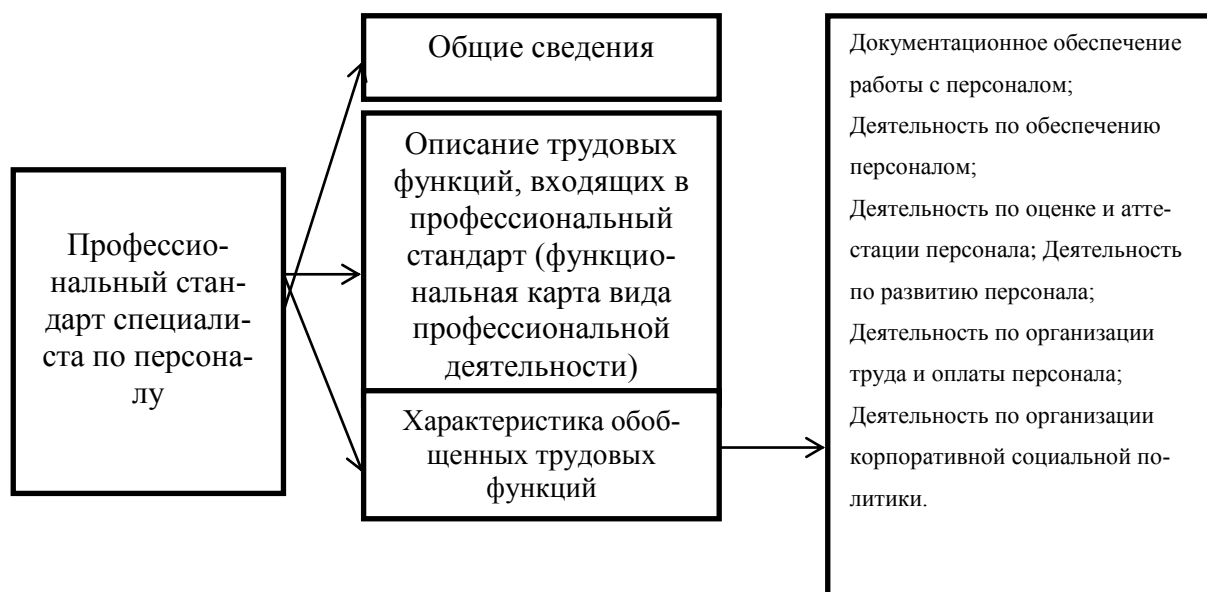 Профессио-
нальный стан-
дарт специали-
ста по персона-
лу
Общие сведения
Описание трудовых
функций, входящих в
профессиональный
стандарт (функцио-
нальная карта вида
профессиональной
деятельности)
Характеристика обоб-
щенных трудовых
функций
Документационное обеспечение
работы с персоналом;
Деятельность по обеспечению
персоналом;
Деятельность по оценке и атте-
стации персонала; Деятельность
по развитию персонала;
Деятельность по организации
труда и оплаты персонала;
Деятельность по организации
корпоративной социальной по-
литики.